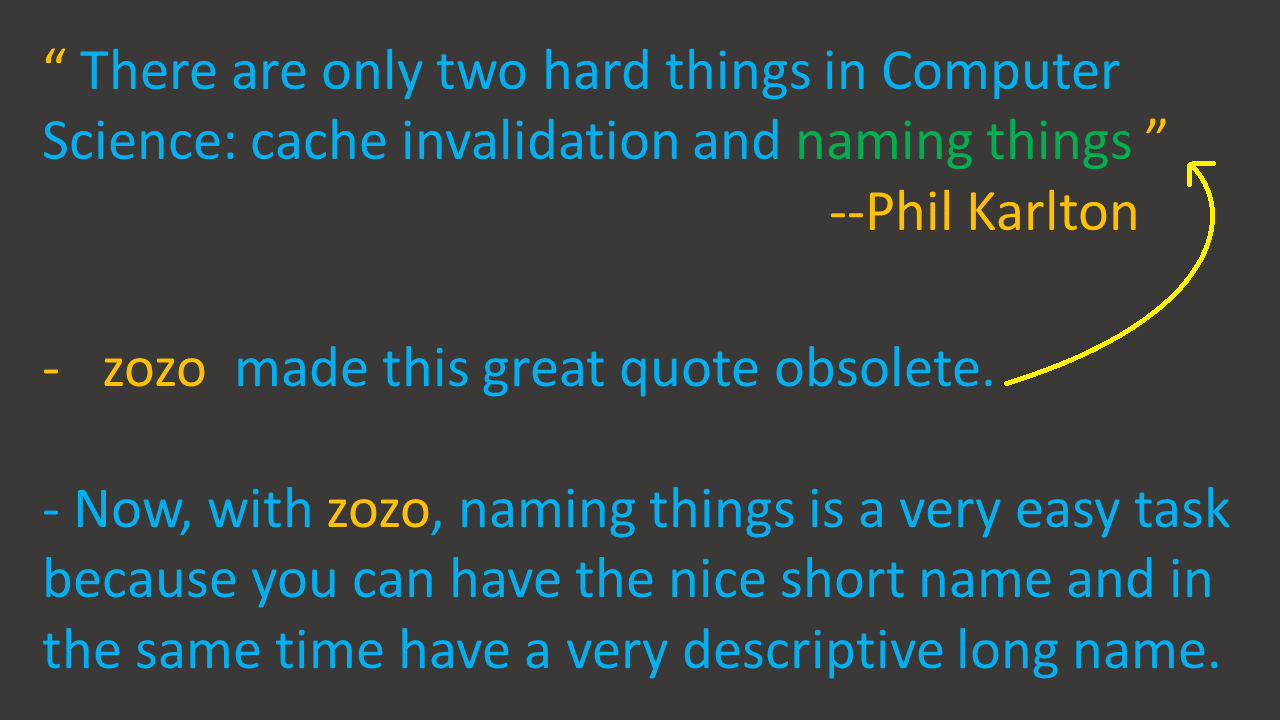 “ There are only two hard things in Computer
Science: cache invalidation and naming things ”
--Phil Karlton
- zozo made this great quote obsolete.
- Now, with zozo, naming things is a very easy task
because you can have the nice short name and in
the same time have a very descriptive long name.